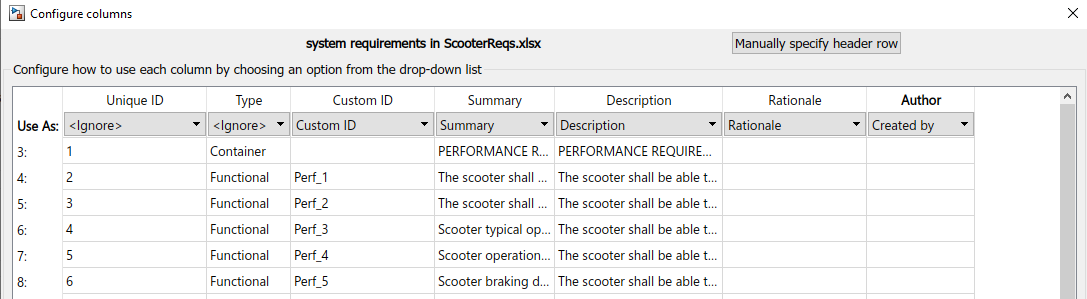 Configure columns
system requirements in ScooterReqs.xlsx Manually specify header row
Configure how to use each column by choosing an option from the drop-down list
Unique ID Type Custom ID Summary Description Rationale Author
Use As: <Ignore> <Ignore> Custom ID Summary Description Rationale Created by
3: 1 Container PERFORMANCE R... PERFORMANCE REQUIRE...
4: 2 Functional Perf_1 The scooter shall ... The scooter shall be able t...
5: 3 Functional Perf_2 The scooter shall ... The scooter shall be able t...
6: 4 Functional Perf_3 Scooter typical op... The scooter shall be able t...
7: 5 Functional Perf_4 Scooter operation... The scooter shall be able t...
8: 6 Functional Perf_5 Scooter braking d... The scooter shall be able t...